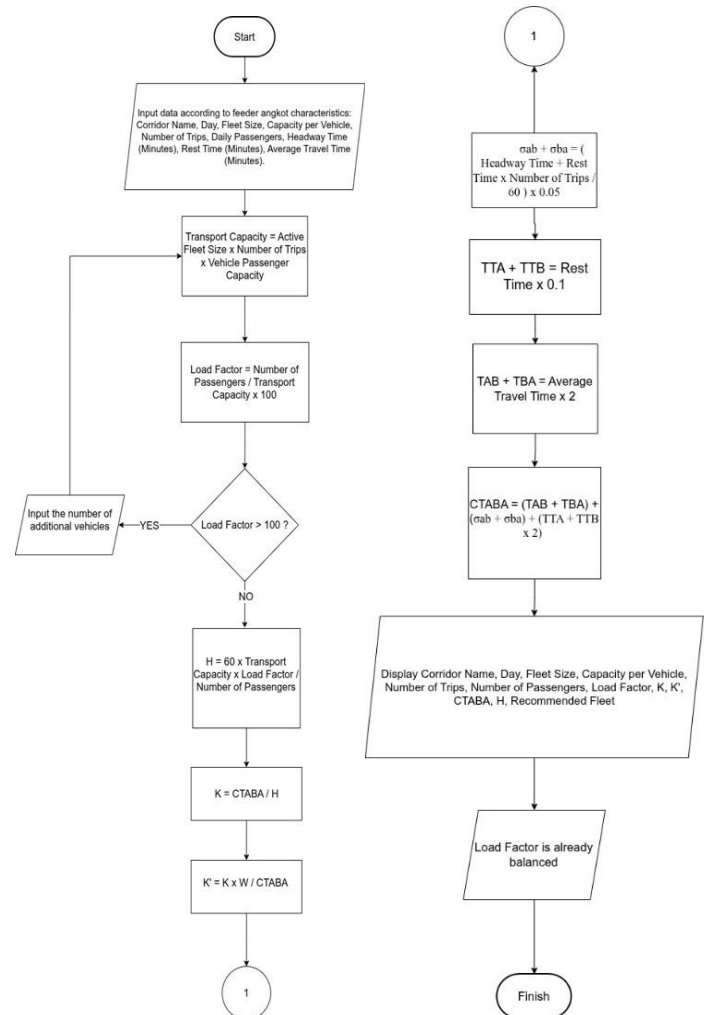 Start
Input data according to feeder angkot characteristics:
Corridor Name, Day, Fleet Size, Capacity per Vehicle,
Number of Trips, Daily Passengers, Headway Time
(Minutes), Rest Time (Minutes), Average Travel Time
(Minutes).
Transport Capacity = Active
Fleet Size x Number of Trips
x Vehicle Passenger
Capacity
Load Factor = Number of
Passengers / Transport
Capacity x 100
Load Factor > 100 ?
YES
Input the number of
additional vehicles
NO
H = 60 x Transport
Capacity x Load Factor /
Number of Passengers
K = CTABA / H
K' = K x W / CTABA
1
1
σab + σba = (
Headway Time + Rest
Time x Number of Trips /
60 ) x 0.05
TTA + TTB = Rest
Time x 0.1
TAB + TBA = Average
Travel Time x 2
CTABA = (TAB + TBA) +
(σab + σba) + (TTA + TTB
x 2)
Display Corridor Name, Day, Fleet Size, Capacity per Vehicle,
Number of Trips, Number of Passengers, Load Factor, K, K',
CTABA, H, Recommended Fleet
Load Factor is already
balanced
Finish